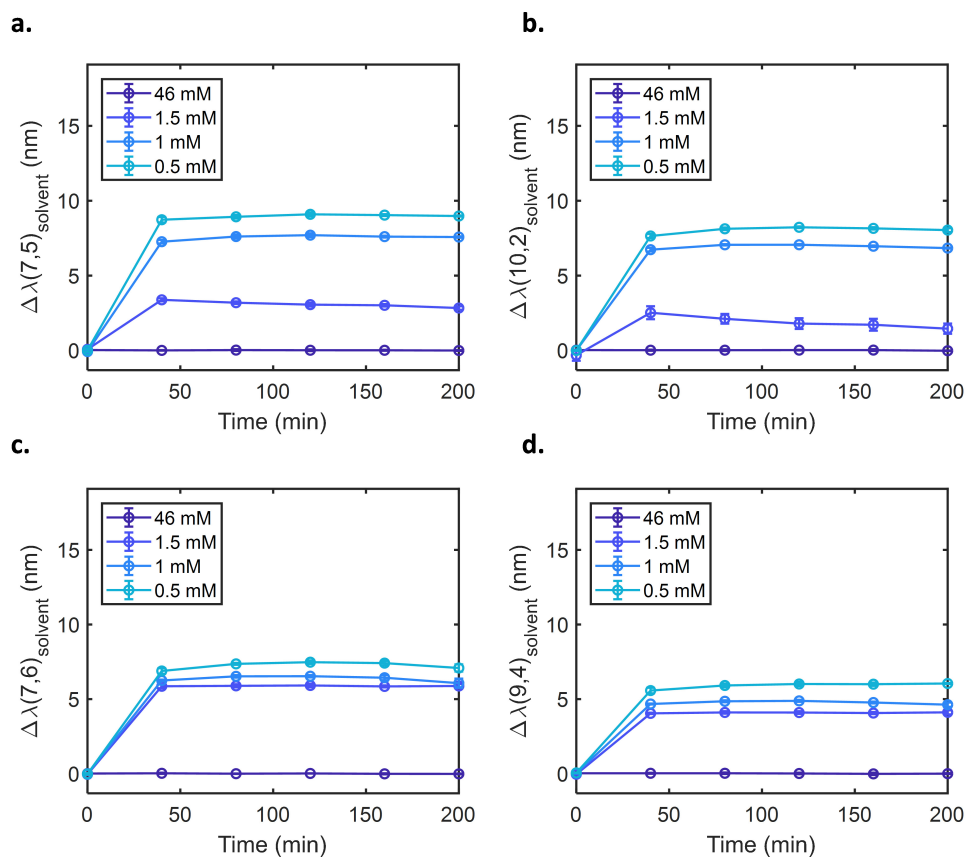 a.
46 mM
1.5 mM
1 mM
0.5 mM
15
10
5
0
Δλ(7,5)solvent (nm)
0 50 100 150 200
Time (min)
b.
46 mM
1.5 mM
1 mM
0.5 mM
15
10
5
0
Δλ(10,2)solvent (nm)
0 50 100 150 200
Time (min)
c.
46 mM
1.5 mM
1 mM
0.5 mM
15
10
5
0
Δλ(7,6)solvent (nm)
0 50 100 150 200
Time (min)
d.
46 mM
1.5 mM
1 mM
0.5 mM
15
10
5
0
Δλ(9,4)solvent (nm)
0 50 100 150 200
Time (min)